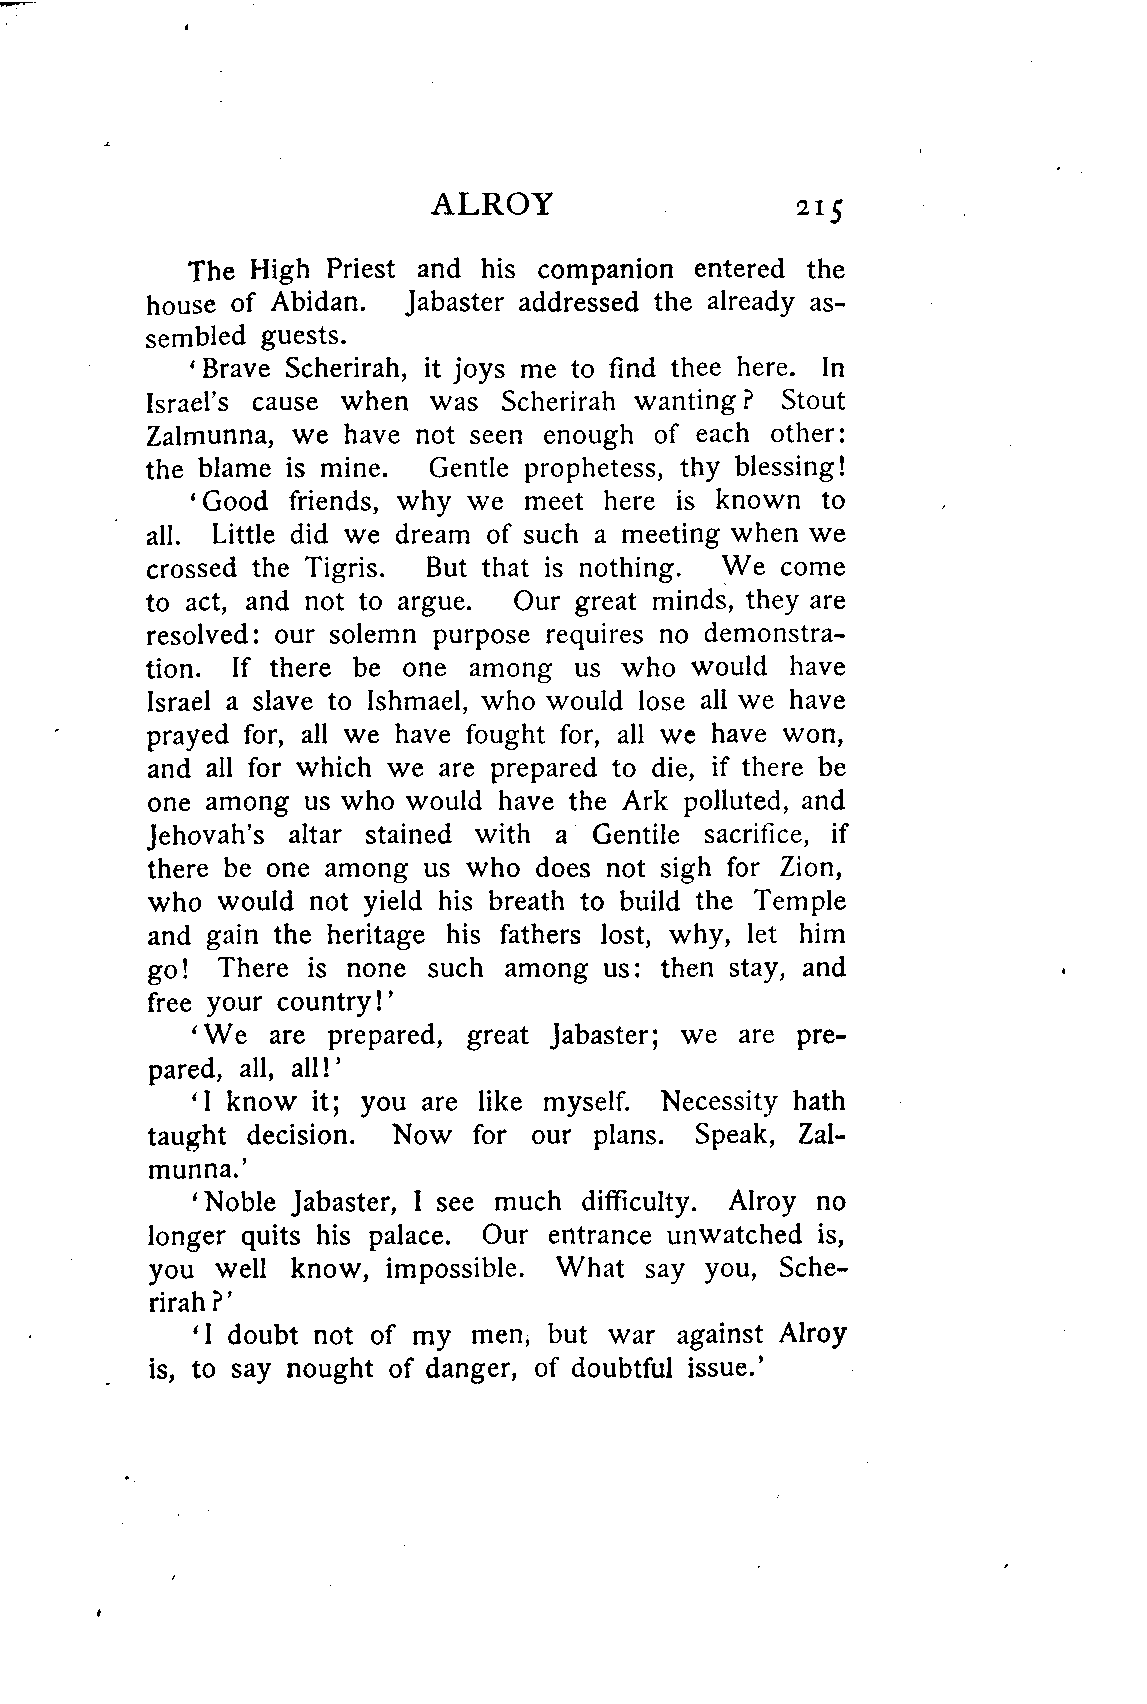 ALROY 215
The High Priest and his companion entered the
house of Abidan. Jabaster addressed the already as-
sembled guests.
‘Brave Scherirah, it joys me to find thee here. In
Israel’s cause when was Scherirah wanting? Stout
Zalmunna, we have not seen enough of each other:
the blame is mine. Gentle prophetess, thy blessing!
‘Good friends, why we meet here is known to
all. Little did we dream of such a meeting when we
crossed the Tigris. But that is nothing. We come
to act, and not to argue. Our great minds, they are
resolved: our solemn purpose requires no demonstra-
tion. If there be one among us who would have
Israel a slave to Ishmael, who would lose all we have
prayed for, all we have fought for, all we have won,
and all for which we are prepared to die, if there be
one among us who would have the Ark polluted, and
Jehovah’s altar stained with a Gentile sacrifice, if
there be one among us who does not sigh for Zion,
who would not yield his breath to build the Temple
and gain the heritage his fathers lost, why, let him
go! There is none such among us: then stay, and
free your country!’
‘We are prepared, great Jabaster; we are pre-
pared, all, all!’
‘I know it; you are like myself. Necessity hath
taught decision. Now for our plans. Speak, Zal-
munna.’
‘Noble Jabaster, I see much difficulty. Alroy no
longer quits his palace. Our entrance unwatched is,
you well know, impossible. What say you, Sche-
rirah?’
‘I doubt not of my men, but war against Alroy
is, to say nought of danger, of doubtful issue.’